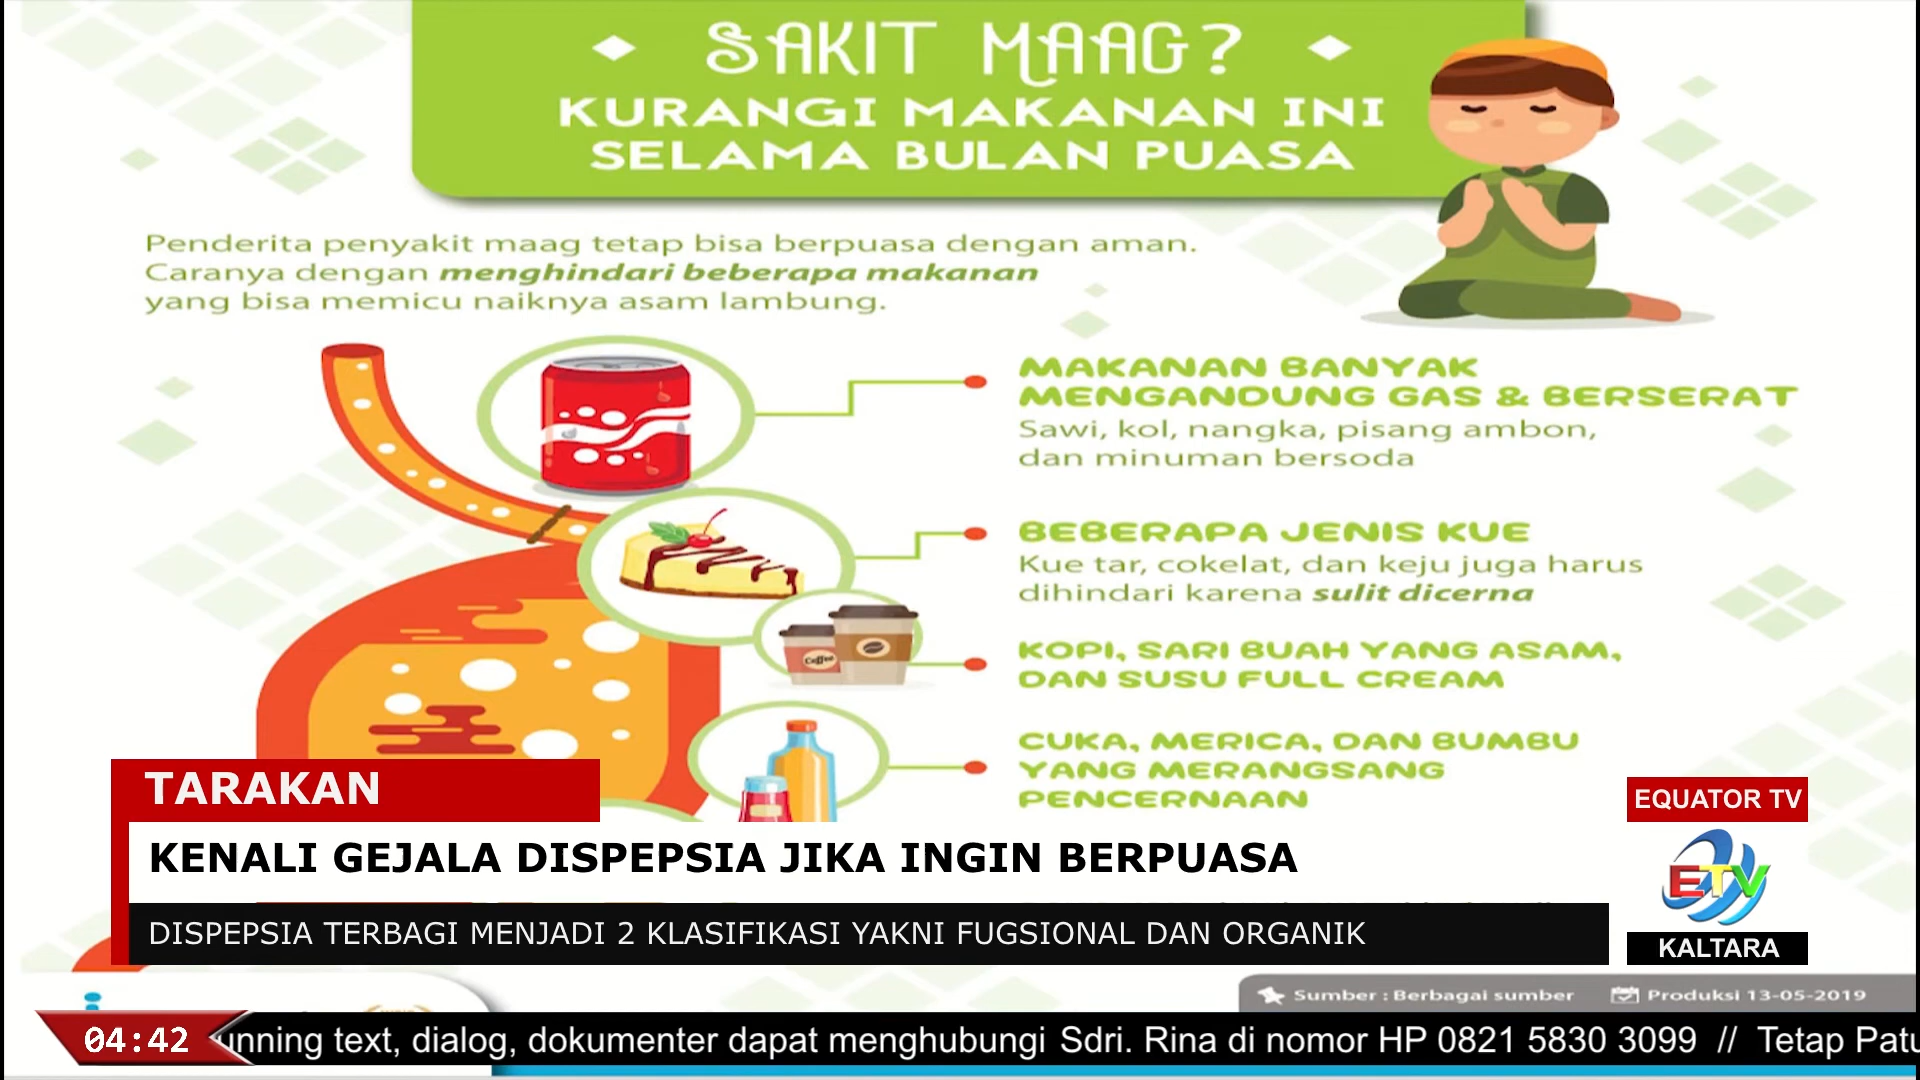 SAKIT MAAG?
KURANGI MAKANAN INI
SELAMA BULAN PUASA
Penderita penyakit maag tetap bisa berpuasa dengan aman.
Caranya dengan menghindari beberapa makanan
yang bisa memicu naiknya asam lambung.
MAKANAN BANYAK
MENGANDUNG GAS & BERSERAT
Sawi, kol, nangka, pisang ambon,
dan minuman bersoda
BEBERAPA JENIS KUE
Kue tar, cokelat, dan keju juga harus
dihindari karena sulit dicerna
Coffee
KOPI, SARI BUAH YANG ASAM,
DAN SUSU FULL CREAM
CUKA, MERICA, DAN BUMBU
YANG MERANGSANG
PENCERNAAN
TARAKAN
KENALI GEJALA DISPEPSIA JIKA INGIN BERPUASA
DISPEPSIA TERBAGI MENJADI 2 KLASIFIKASI YAKNI FUGSIONAL DAN ORGANIK
EQUATOR TV
ETV
KALTARA
Sumber : Berbagai sumber
Produksi 13-05-2019
04:42
unning text, dialog, dokumenter dapat menghubungi Sdri. Rina di nomor HP 0821 5830 3099 // Tetap Patu